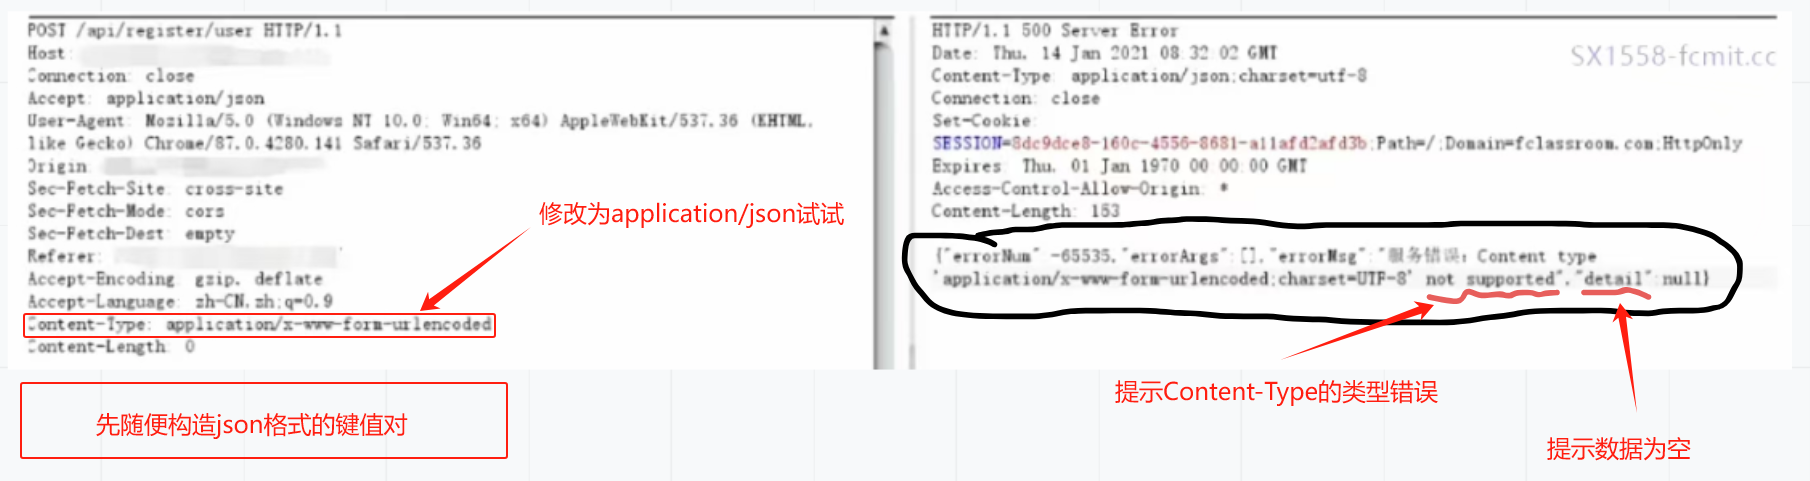 POST /api/register/user HTTP/1.1
Host:
Connection: close
Accept: application/json
User-Agent: Mozilla/5.0 (Windows NT 10.0; Win64; x64) AppleWebKit/537.36 (KHTML,
like Gecko) Chrome/87.0.4280.141 Safari/537.36
Origin:
Sec-Fetch-Site: cross-site
Sec-Fetch-Mode: cors
Sec-Fetch-Dest: empty
Referer:
Accept-Encoding: gzip, deflate
Accept-Language: zh-CN,zh;q=0.9
Content-Type: application/x-www-form-urlencoded
Content-Length: 0
修改为application/json试试
先随便构造json格式的键值对
HTTP/1.1 500 Server Error
Date: Thu, 14 Jan 2021 08:32:02 GMT
SX1558-fcmit.cc
Content-Type: application/json;charset=utf-8
Connection: close
Set-Cookie:
SESSION=8dc9dce8-160c-4556-8681-a11afd2afd3b;Path=/;Domain=fclassroom.com;HttpOnly
Expires: Thu, 01 Jan 1970 00:00:00 GMT
Access-Control-Allow-Origin: *
Content-Length: 153
{"errorNum":-65535,"errorArgs":[],"errorMsg":"服务错误：Content type
'application/x-www-form-urlencoded;charset=UTF-8' not supported","detail":null}
提示Content-Type的类型错误
提示数据为空